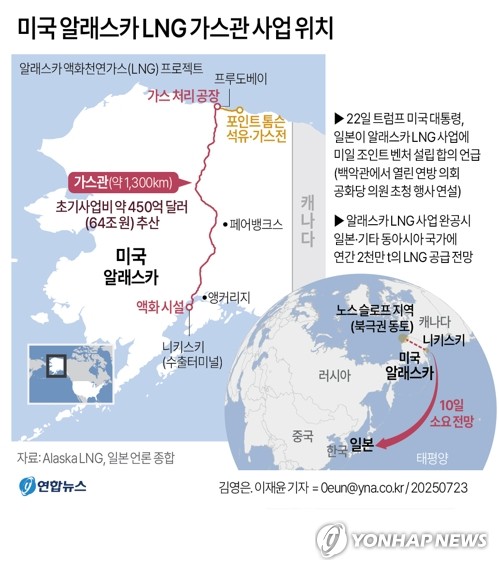 미국 알래스카 LNG 가스관 사업 위치
알래스카 액화천연가스(LNG) 프로젝트
프루도베이
가스 처리 공장
포인트 톰슨
석유·가스전
가스관(약 1,300km)
초기사업비 약 450억 달러
(64조 원) 추산
캐나다
페어뱅크스
미국
알래스카
앵커리지
액화 시설
니키스키
(수출터미널)
▶ 22일 트럼프 미국 대통령,
일본이 알래스카 LNG 사업에
미일 조인트 벤처 설립 합의 언급
(백악관에서 열린 연방 의회
공화당 의원 초청 행사 연설)
▶ 알래스카 LNG 사업 완공시
일본·기타 동아시아 국가에
연간 2천만 t의 LNG 공급 전망
노스 슬로프 지역
(북극권 동토)
캐나다
니키스키
미국
알래스카
러시아
10일
소요 전망
중국
한국
일본
태평양
자료: Alaska LNG, 일본 언론 종합
연합뉴스
김영은. 이재윤 기자 = 0eun@yna.co.kr / 20250723
YONHAP NEWS